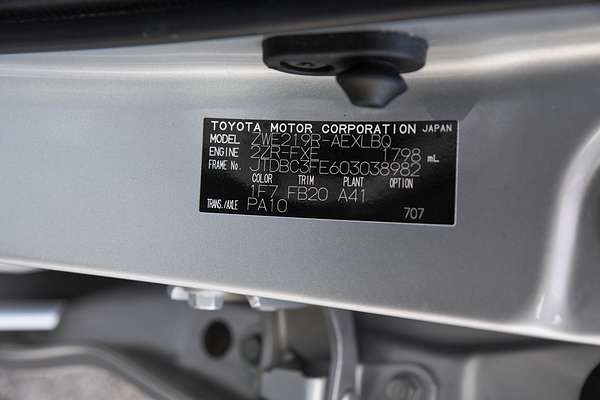 TOYOTA MOTOR CORPORATION JAPAN
MODEL ZWE219R-AEXLBQ
ENGINE 2ZR-FXE 1798 mL
FRAME No. JTDBC3FE603038982
COLOR TRIM PLANT OPTION
1F7 FB20 A41
TRANS./AXLE PA10
707